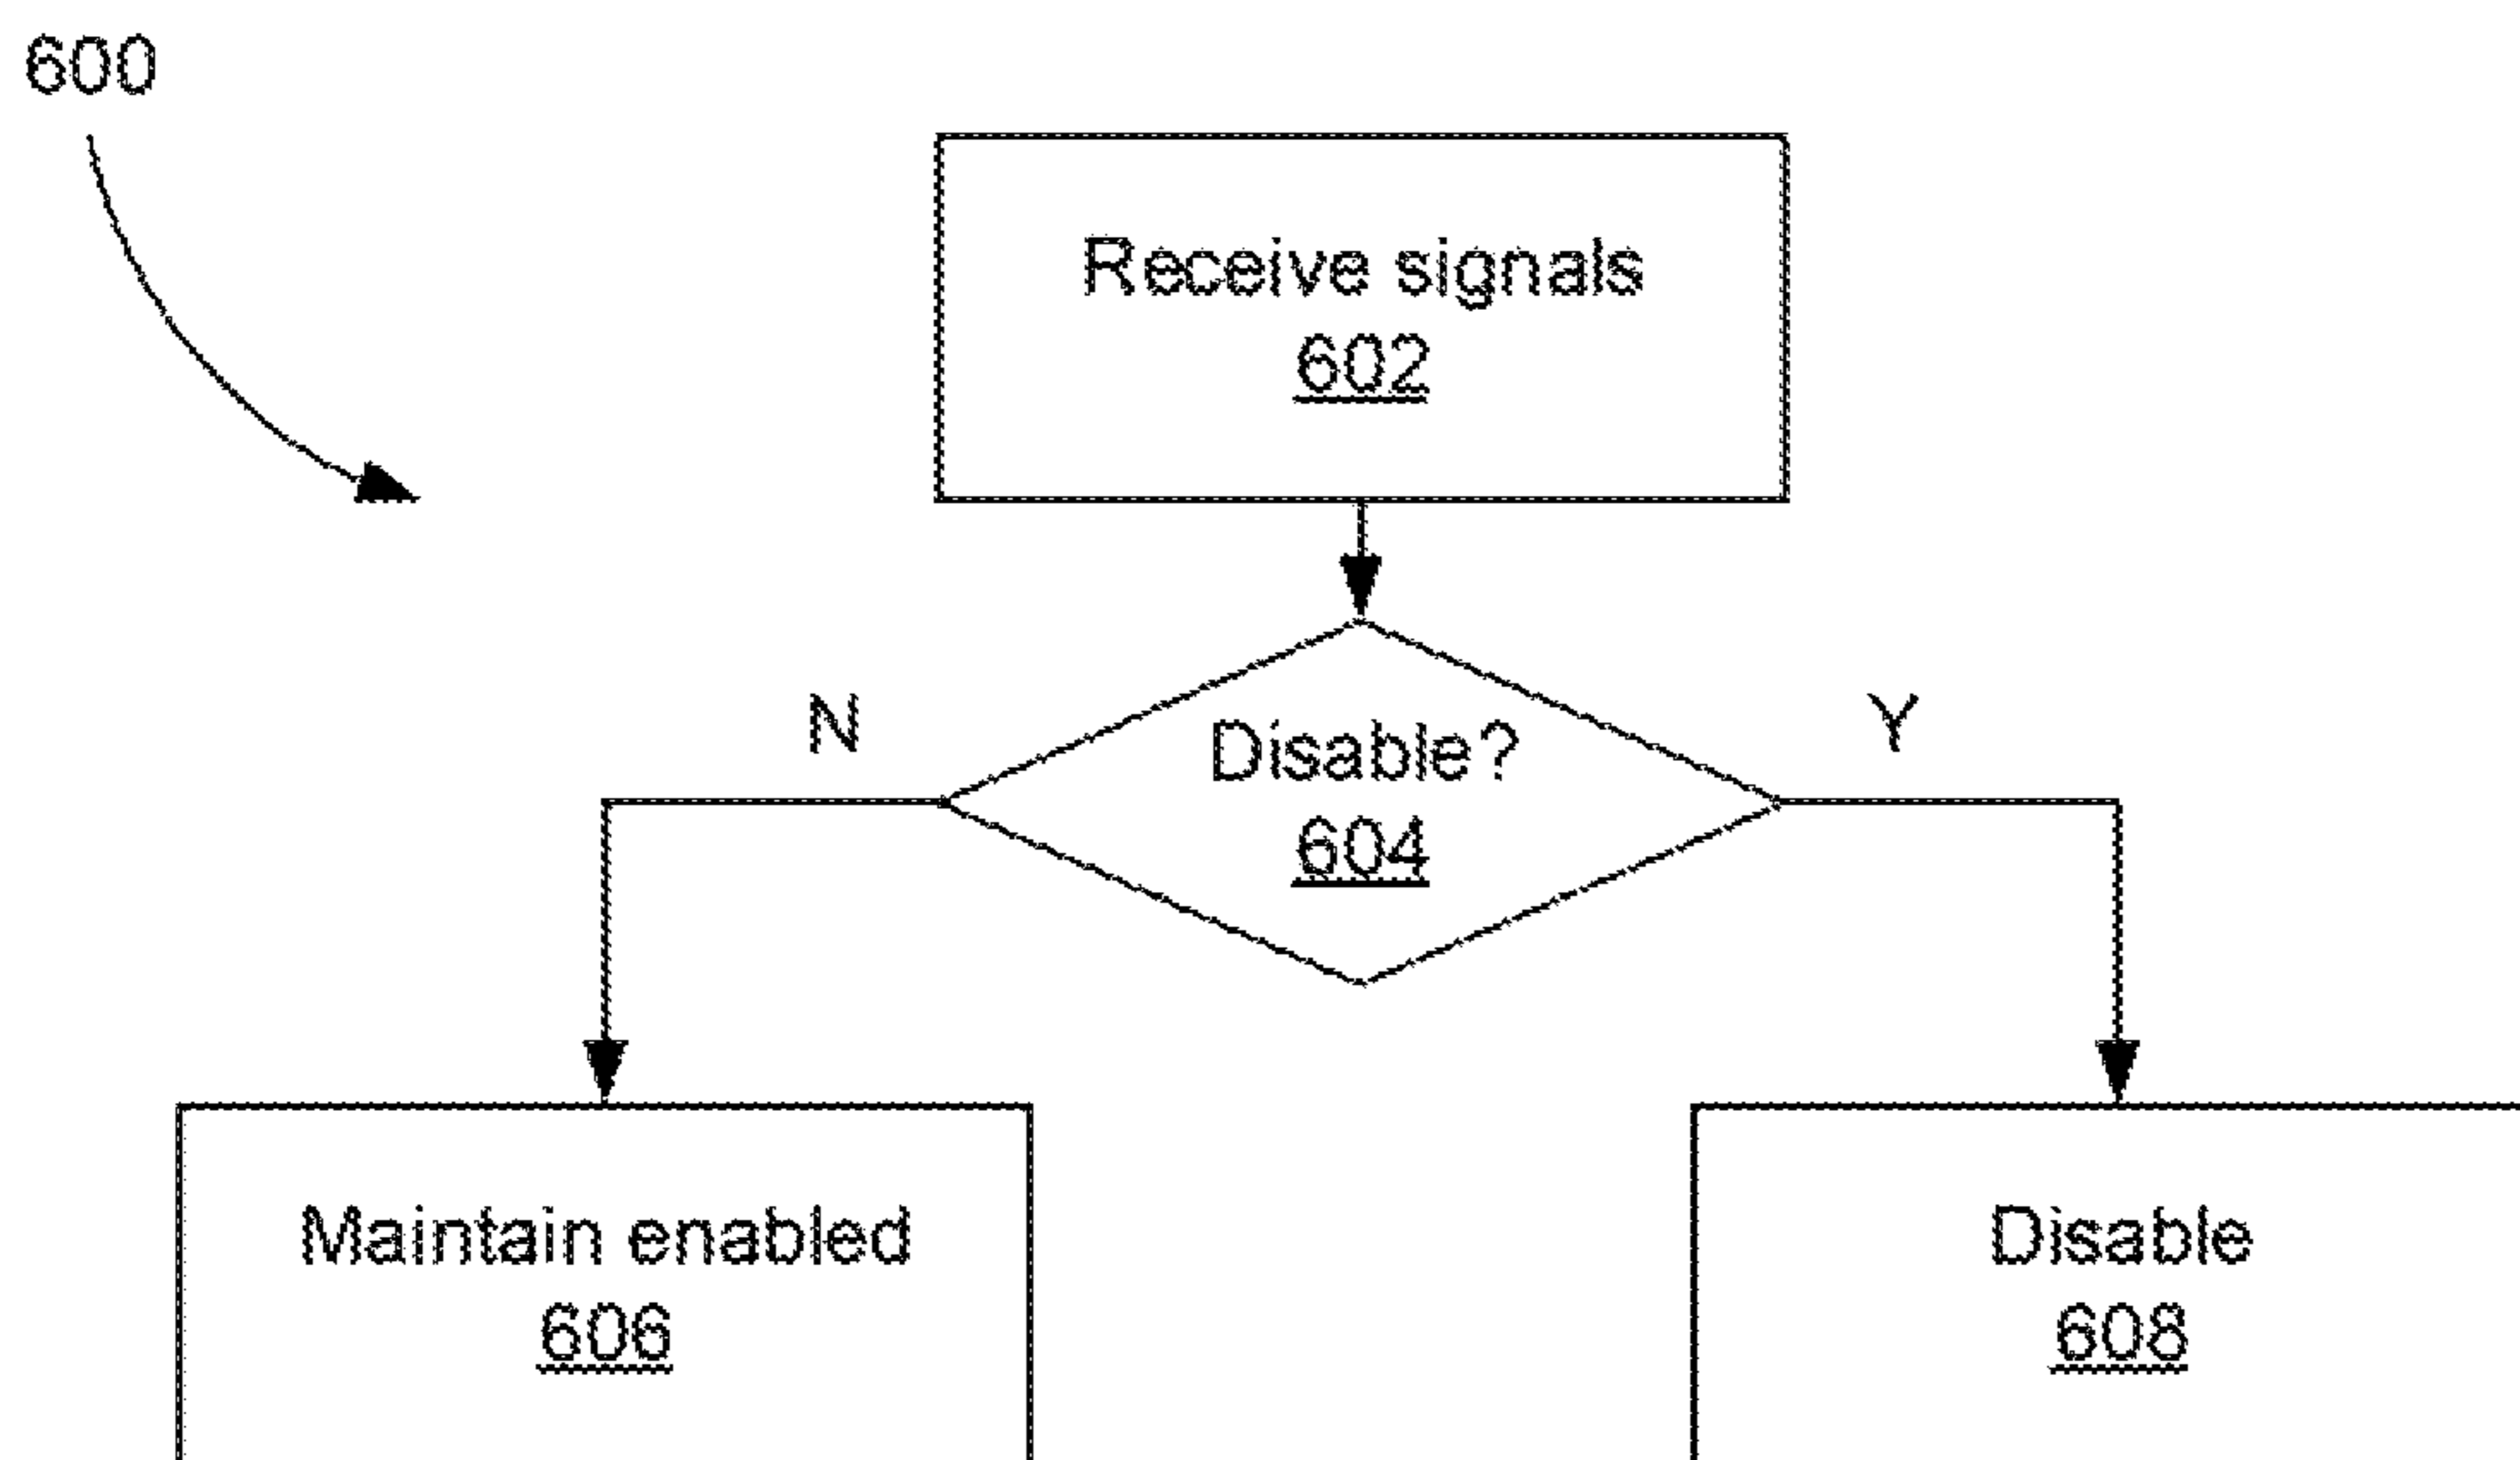 600
Receive signals
602
N
Disable?
Y
604
Maintain enabled
606
Disable
608